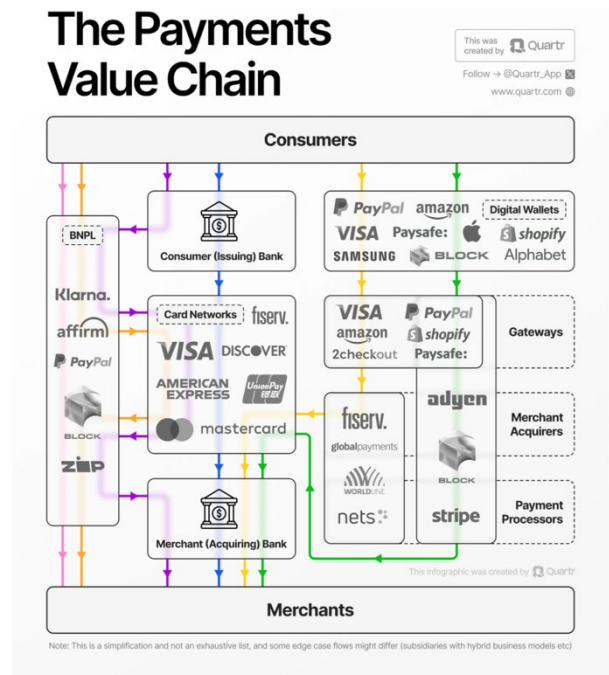 The Payments
Value Chain
This was
created by Quartr
Follow → @Quartr_App X
www.quartr.com
Consumers
BNPL
Klarna.
affirm
PayPal
BLOCK
ZIP
Consumer (Issuing) Bank
Card Networks
fiserv.
VISA
DISCOVER
AMERICAN
EXPRESS
UnionPay
银联
mastercard
Merchant (Acquiring) Bank
PayPal
amazon
Digital Wallets
VISA
Paysafe:
shopify
SAMSUNG
BLOCK
Alphabet
VISA
PayPal
amazon
shopify
2checkout
Paysafe:
Gateways
fiserv.
globalpayments
WORLDLINE
nets
adyen
BLOCK
stripe
Merchant
Acquirers
Payment
Processors
This infographic was created by Quartr
Merchants
Note: This is a simplification and not an exhaustive list, and some edge case flows might differ (subsidiaries with hybrid business models etc)